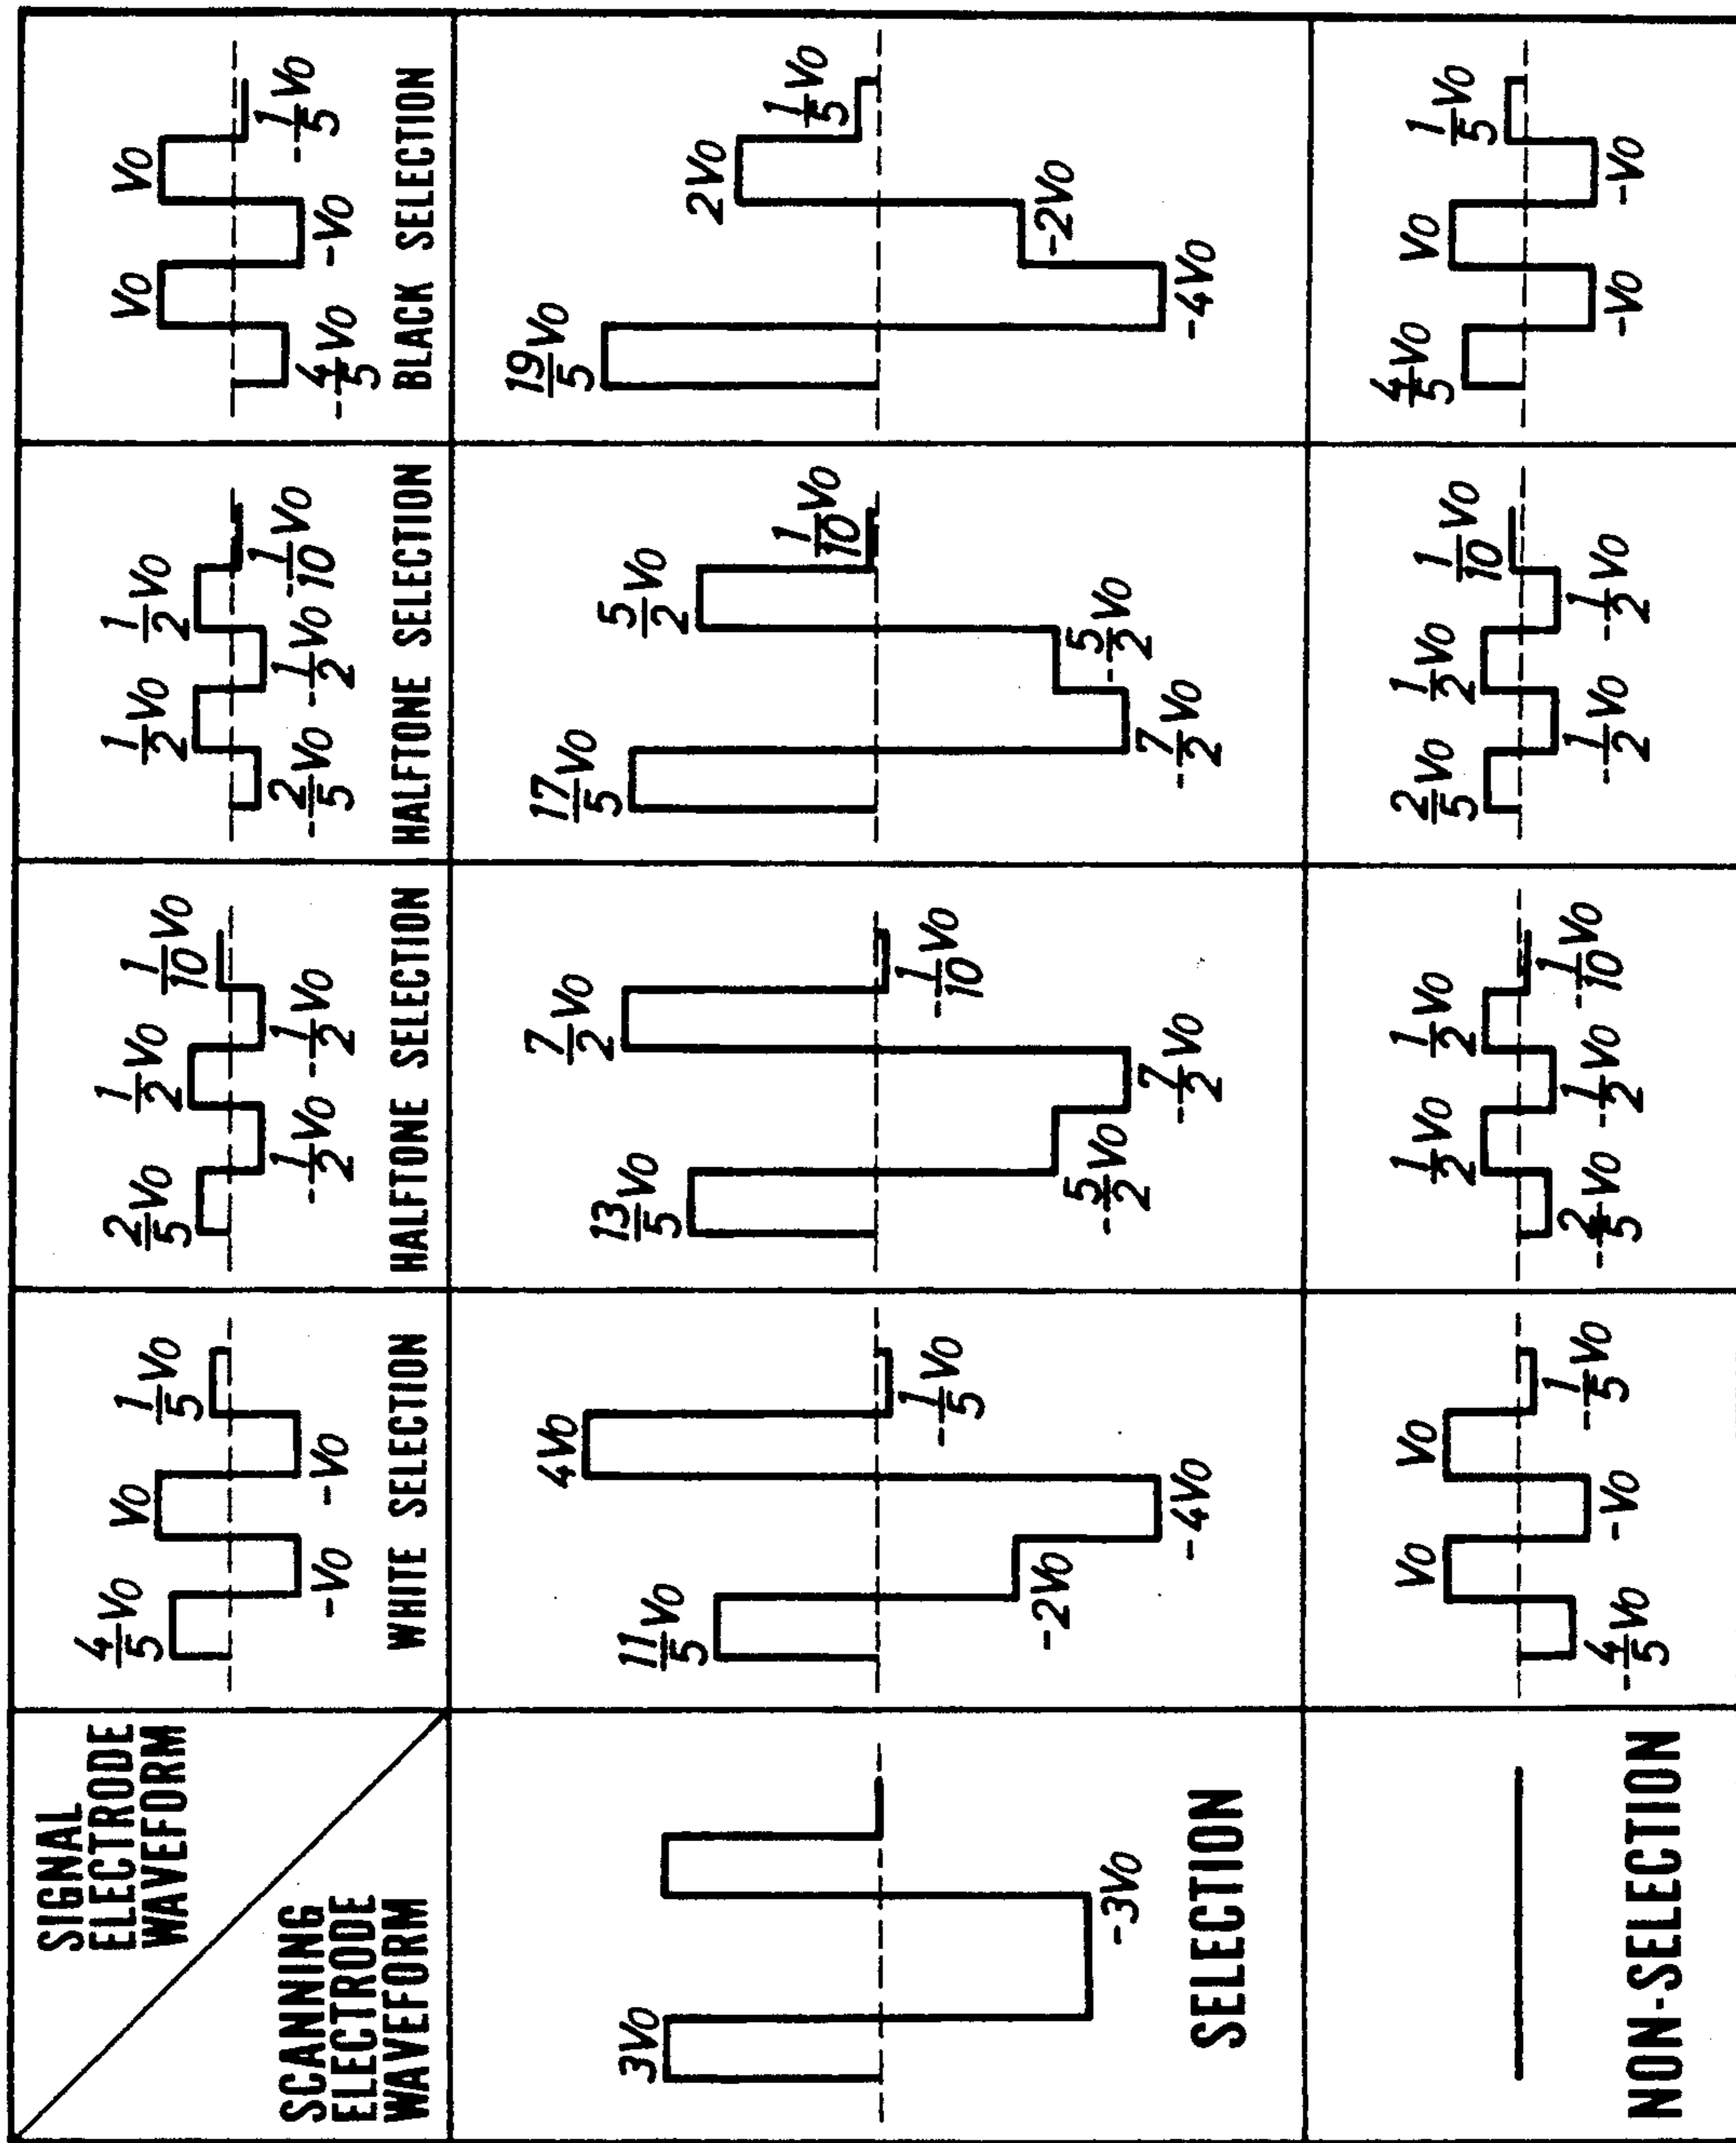 SIGNAL
ELECTRODE
WAVEFORM
SCANNING
ELECTRODE
WAVEFORM
4/5V0 V0 1/5V0
-V0 -V0
WHITE SELECTION
2/5V0 1/2V0 1/10V0
-1/2V0 -1/2V0
HALFTONE SELECTION
1/2V0 1/2V0
-2/5V0 -1/2V0 -1/10V0
HALFTONE SELECTION
V0 V0
-4/5V0 -V0 -1/5V0
BLACK SELECTION
3V0
-3V0
SELECTION
11/5V0 4V0
-2V0 -4V0 -1/5V0
13/5V0 7/2V0
-5/2V0 -7/2V0 -1/10V0
17/5V0 5/2V0 1/10V0
-7/2V0 -5/2V0
19/5V0 2V0 1/5V0
-4V0 -2V0
NON-SELECTION
V0 V0
-4/5V0 -V0 -1/5V0
1/2V0 1/2V0
-2/5V0 -1/2V0 -1/10V0
2/5V0 1/2V0 1/10V0
-1/2V0 -1/2V0
4/5V0 V0 1/5V0
-V0 -V0